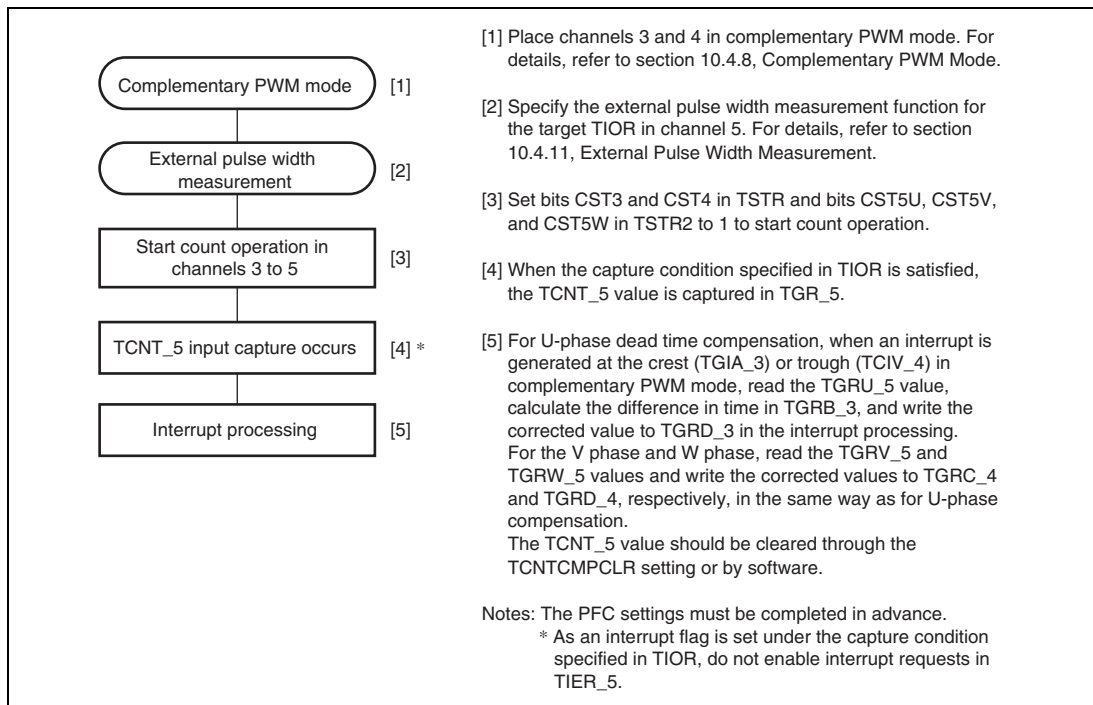 Complementary PWM mode [1]
External pulse width
measurement [2]
Start count operation in
channels 3 to 5 [3]
TCNT_5 input capture occurs [4] *
Interrupt processing [5]
[1] Place channels 3 and 4 in complementary PWM mode. For
details, refer to section 10.4.8, Complementary PWM Mode.
[2] Specify the external pulse width measurement function for
the target TIOR in channel 5. For details, refer to section
10.4.11, External Pulse Width Measurement.
[3] Set bits CST3 and CST4 in TSTR and bits CST5U, CST5V,
and CST5W in TSTR2 to 1 to start count operation.
[4] When the capture condition specified in TIOR is satisfied,
the TCNT_5 value is captured in TGR_5.
[5] For U-phase dead time compensation, when an interrupt is
generated at the crest (TGIA_3) or trough (TCIV_4) in
complementary PWM mode, read the TGRU_5 value,
calculate the difference in time in TGRB_3, and write the
corrected value to TGRD_3 in the interrupt processing.
For the V phase and W phase, read the TGRV_5 and
TGRW_5 values and write the corrected values to TGRC_4
and TGRD_4, respectively, in the same way as for U-phase
compensation.
The TCNT_5 value should be cleared through the
TCNTCMPCLR setting or by software.
Notes: The PFC settings must be completed in advance.
* As an interrupt flag is set under the capture condition
specified in TIOR, do not enable interrupt requests in
TIER_5.